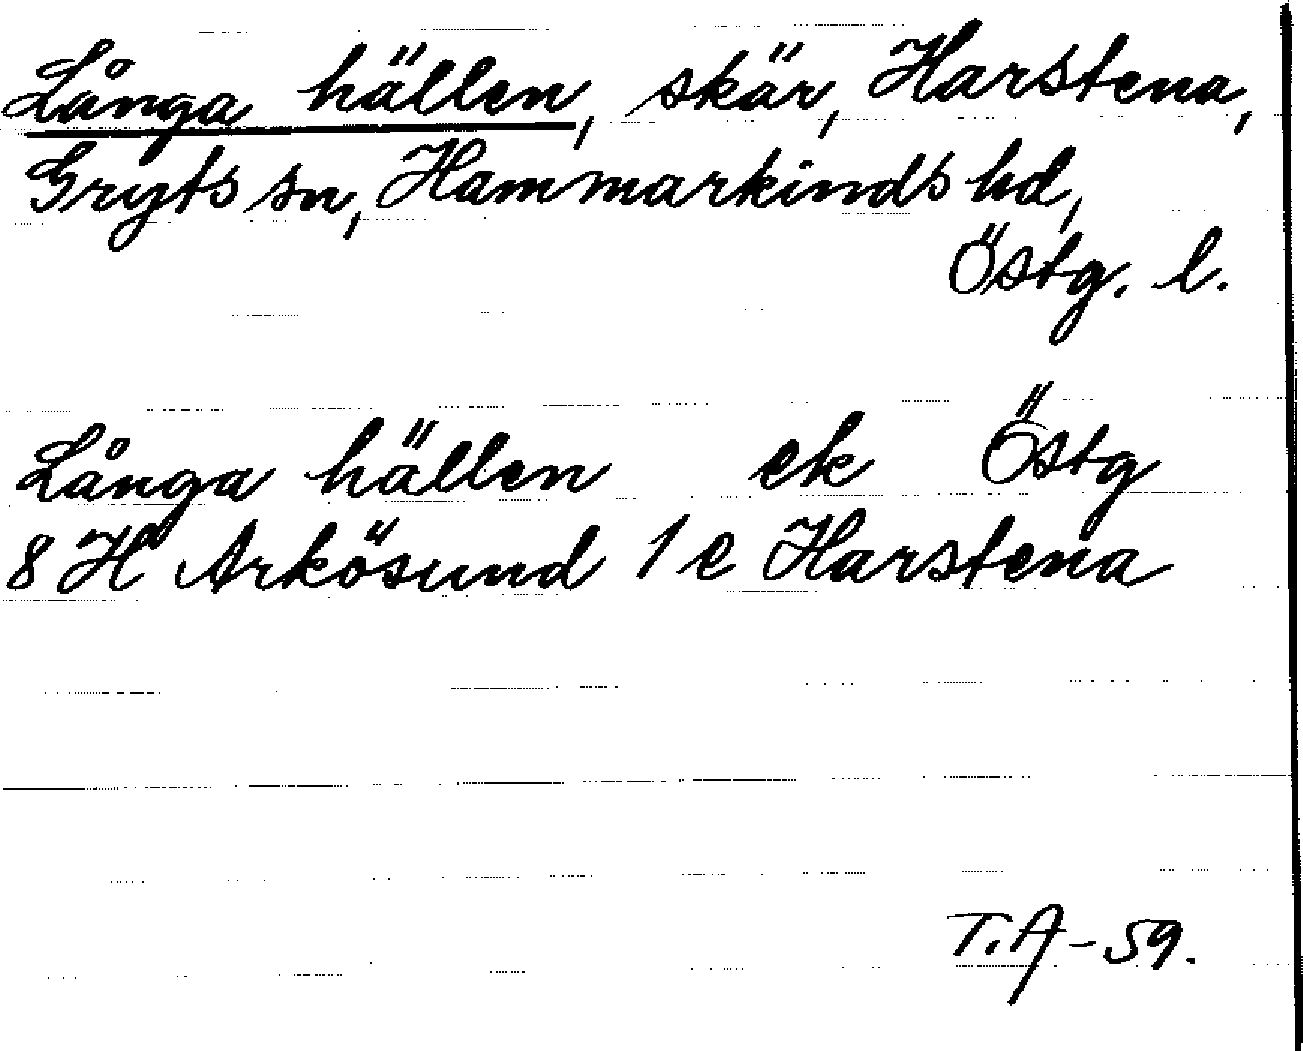 Långa hällen, skär, Harstena,
Gryts sn, Hammarkinds hd,
Östg. l.
Långa hällen ek Östg
8 H Arkösund 1 e Harstena
T.A-59.